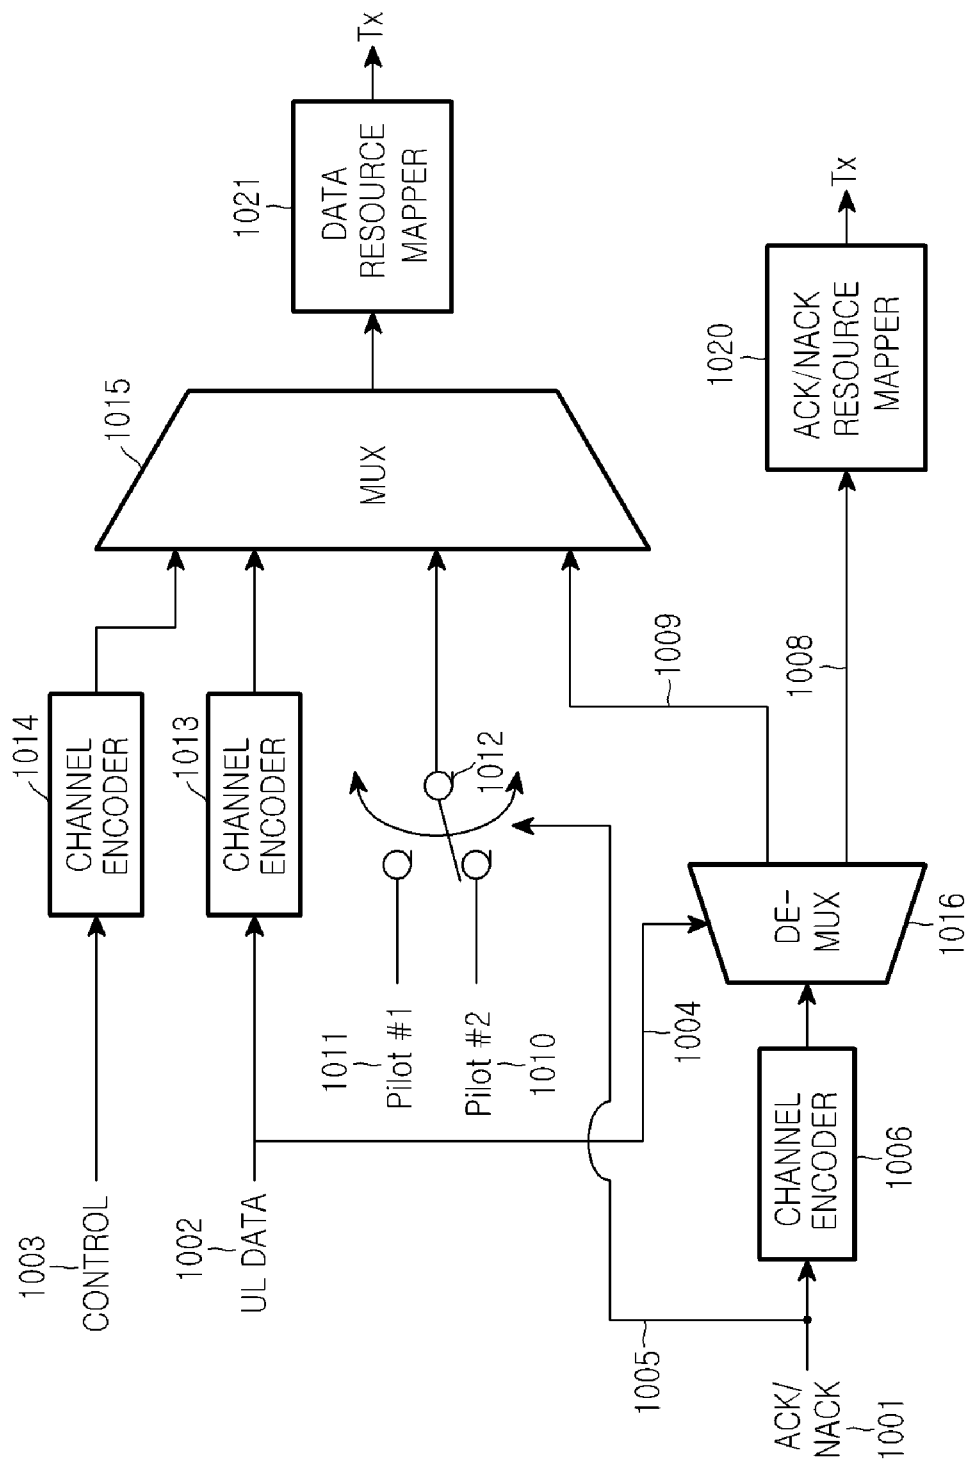 1003
CONTROL
1014
CHANNEL
ENCODER
1002
UL DATA
1013
CHANNEL
ENCODER
1011
Pilot #1
Pilot #2
1010
1012
1015
MUX
1021
DATA
RESOURCE
MAPPER
Tx
1005
1004
1009
ACK/
NACK
1001
CHANNEL
ENCODER
1006
DE-
MUX
1016
1008
1020
ACK/NACK
RESOURCE
MAPPER
Tx